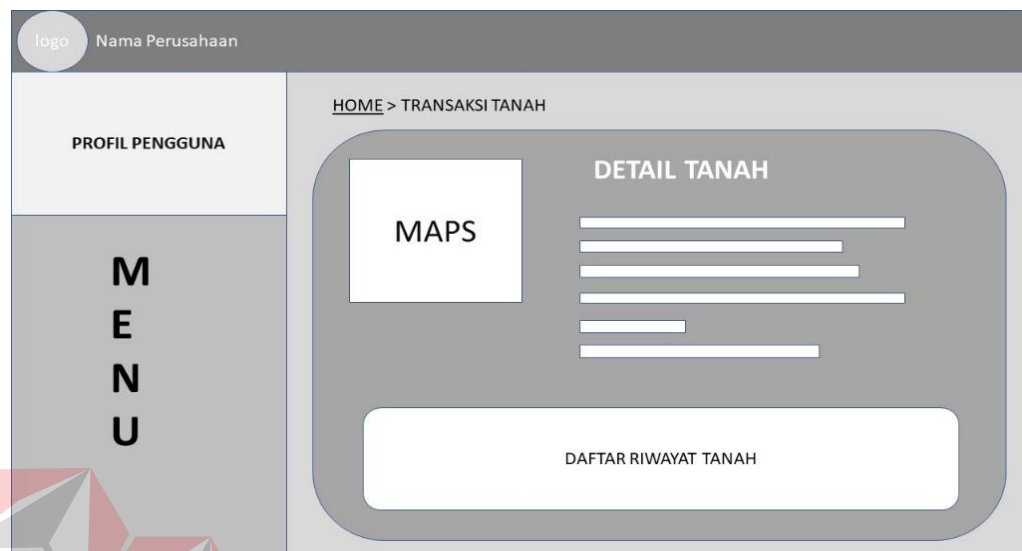 logo
Nama Perusahaan
PROFIL PENGGUNA
M
E
N
U
HOME > TRANSAKSI TANAH
MAPS
DETAIL TANAH
DAFTAR RIWAYAT TANAH